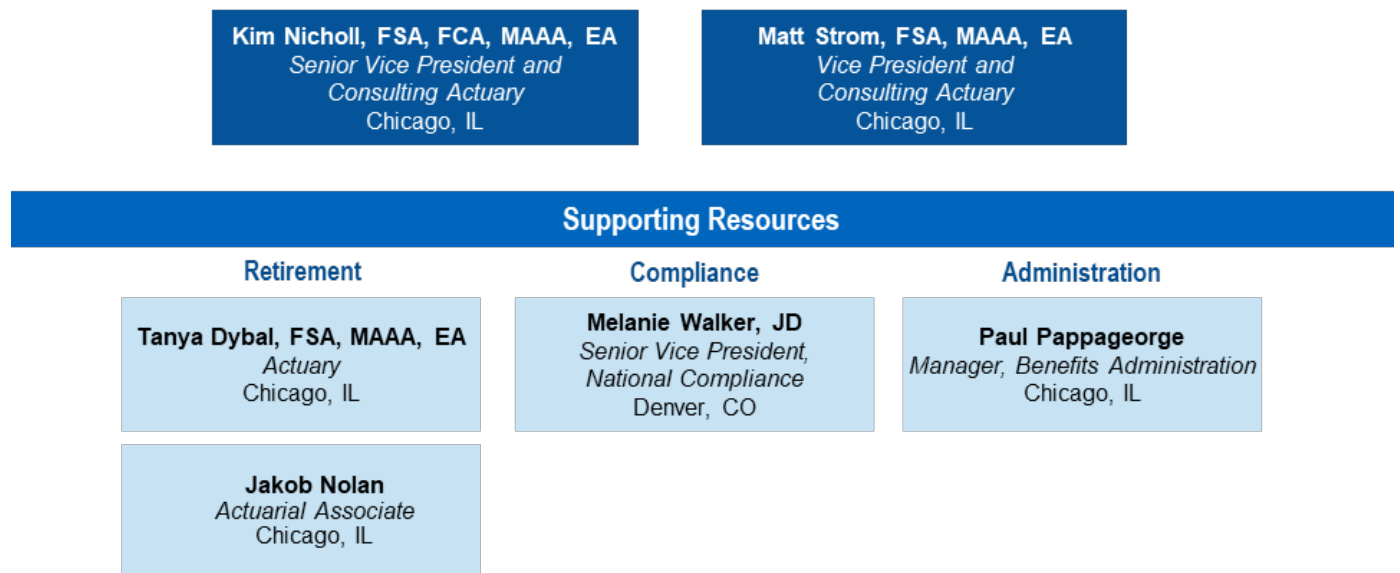 Kim Nicholl, FSA, FCA, MAAA, EA
Senior Vice President and
Consulting Actuary
Chicago, IL
Matt Strom, FSA, MAAA, EA
Vice President and
Consulting Actuary
Chicago, IL
Supporting Resources
Retirement
Tanya Dybal, FSA, MAAA, EA
Actuary
Chicago, IL
Jakob Nolan
Actuarial Associate
Chicago, IL
Compliance
Melanie Walker, JD
Senior Vice President,
National Compliance
Denver, CO
Administration
Paul Pappageorge
Manager, Benefits Administration
Chicago, IL